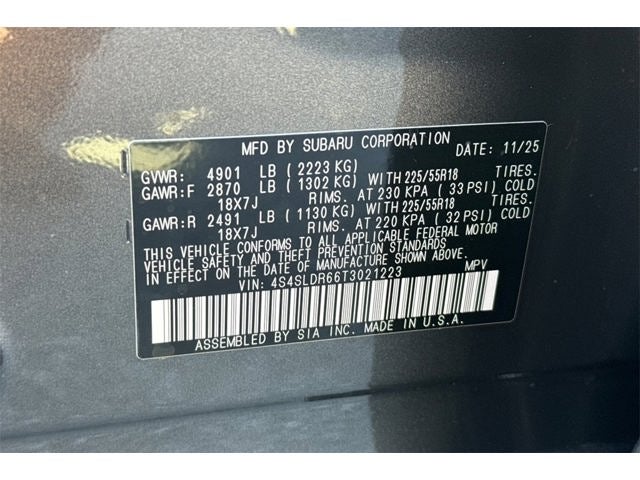 MFD BY SUBARU CORPORATION DATE: 11/25
GVWR: 4901 LB ( 2223 KG)
GAWR:F 2870 LB ( 1302 KG) WITH 225/55R18 TIRES.
18X7J RIMS. AT 230 KPA ( 33 PSI) COLD
GAWR:R 2491 LB ( 1130 KG) WITH 225/55R18 TIRES.
18X7J RIMS. AT 220 KPA ( 32 PSI) COLD
THIS VEHICLE CONFORMS TO ALL APPLICABLE FEDERAL MOTOR
VEHICLE SAFETY AND THEFT PREVENTION STANDARDS
IN EFFECT ON THE DATE OF MANUFACTURE SHOWN ABOVE.
VIN: 4S4SLDR66T3021223 MPV
ASSEMBLED BY SIA INC. MADE IN U.S.A.